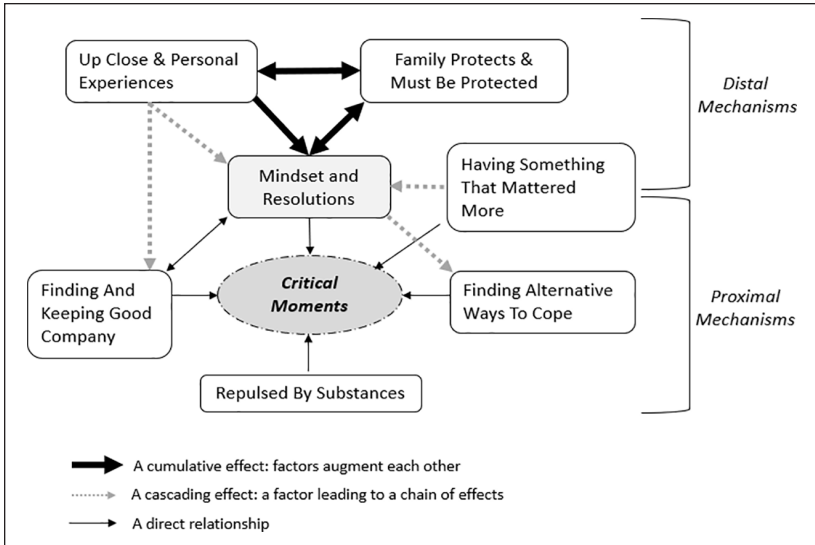 Up Close & Personal
Experiences
Family Protects &
Must Be Protected
Distal
Mechanisms
Mindset and
Resolutions
Having Something
That Mattered
More
Critical
Moments
Finding And
Keeping Good
Company
Finding Alternative
Ways To Cope
Proximal
Mechanisms
Repulsed By Substances
A cumulative effect: factors augment each other
A cascading effect: a factor leading to a chain of effects
A direct relationship